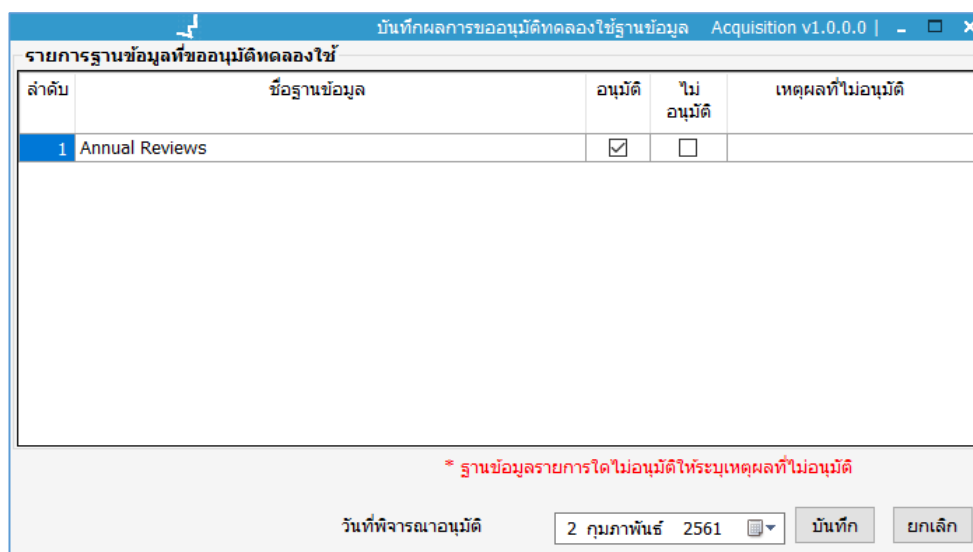 บันทึกผลการขออนุมัติทดลองใช้ฐานข้อมูล Acquisition v1.0.0.0 |
รายการฐานข้อมูลที่ขออนุมัติทดลองใช้
ลำดับ ชื่อฐานข้อมูล อนุมัติ ไม่อนุมัติ เหตุผลที่ไม่อนุมัติ
1 Annual Reviews
* ฐานข้อมูลรายการใดไม่อนุมัติให้ระบุเหตุผลที่ไม่อนุมัติ
วันที่พิจารณาอนุมัติ 2 กุมภาพันธ์ 2561 บันทึก ยกเลิก